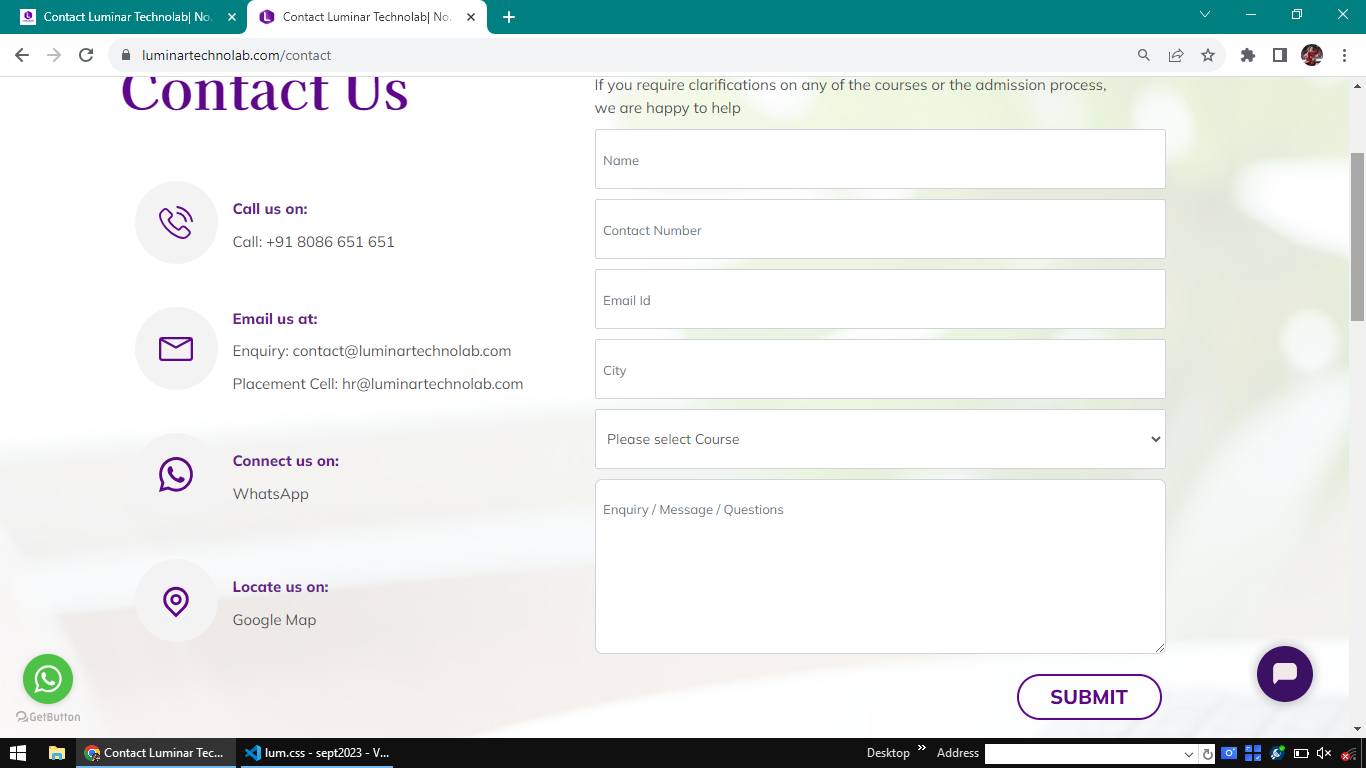 Contact Luminar Technolab| No.
Contact Luminar Technolab| No.
luminartechnolab.com/contact
Contact Us
Call us on:
Call: +91 8086 651 651
Email us at:
Enquiry: contact@luminartechnolab.com
Placement Cell: hr@luminartechnolab.com
Connect us on:
WhatsApp
Locate us on:
Google Map
If you require clarifications on any of the courses or the admission process,
we are happy to help
Name
Contact Number
Email Id
City
Please select Course
Enquiry / Message / Questions
SUBMIT
GetButton
Contact Luminar Tec...
lum.css - sept2023 - V...
Desktop
Address